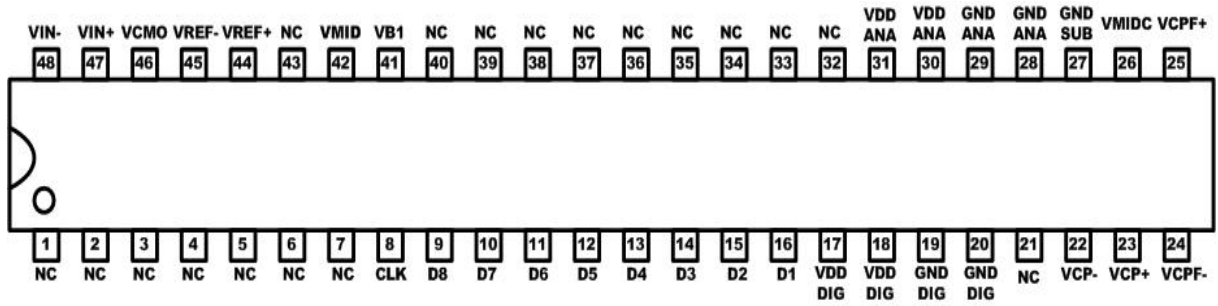 VIN- VIN+ VCMO VREF- VREF+ NC VMID VB1 NC NC NC NC NC NC NC NC NC VDD ANA VDD ANA GND ANA GND ANA GND SUB VMIDC VCPF+
48 47 46 45 44 43 42 41 40 39 38 37 36 35 34 33 32 31 30 29 28 27 26 25
1 2 3 4 5 6 7 8 9 10 11 12 13 14 15 16 17 18 19 20 21 22 23 24
NC NC NC NC NC NC NC CLK D8 D7 D6 D5 D4 D3 D2 D1 VDD DIG VDD DIG GND DIG GND DIG NC VCP- VCP+ VCPF-